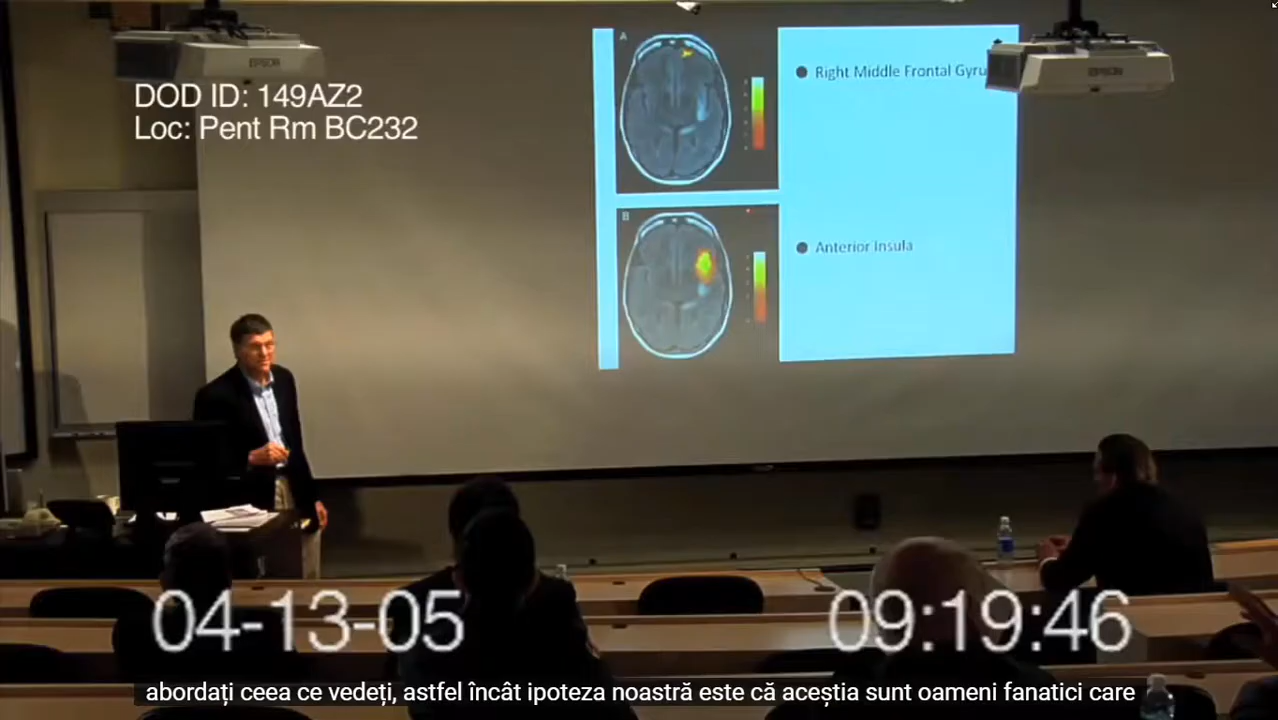 EPSON
EPSON
DOD ID: 149AZ2
Loc: Pent Rm BC232
A
Right Middle Frontal Gyru
B
Anterior Insula
04-13-05
09:19:46
abordați ceea ce vedeți, astfel încât ipoteza noastră este că aceștia sunt oameni fanatici care